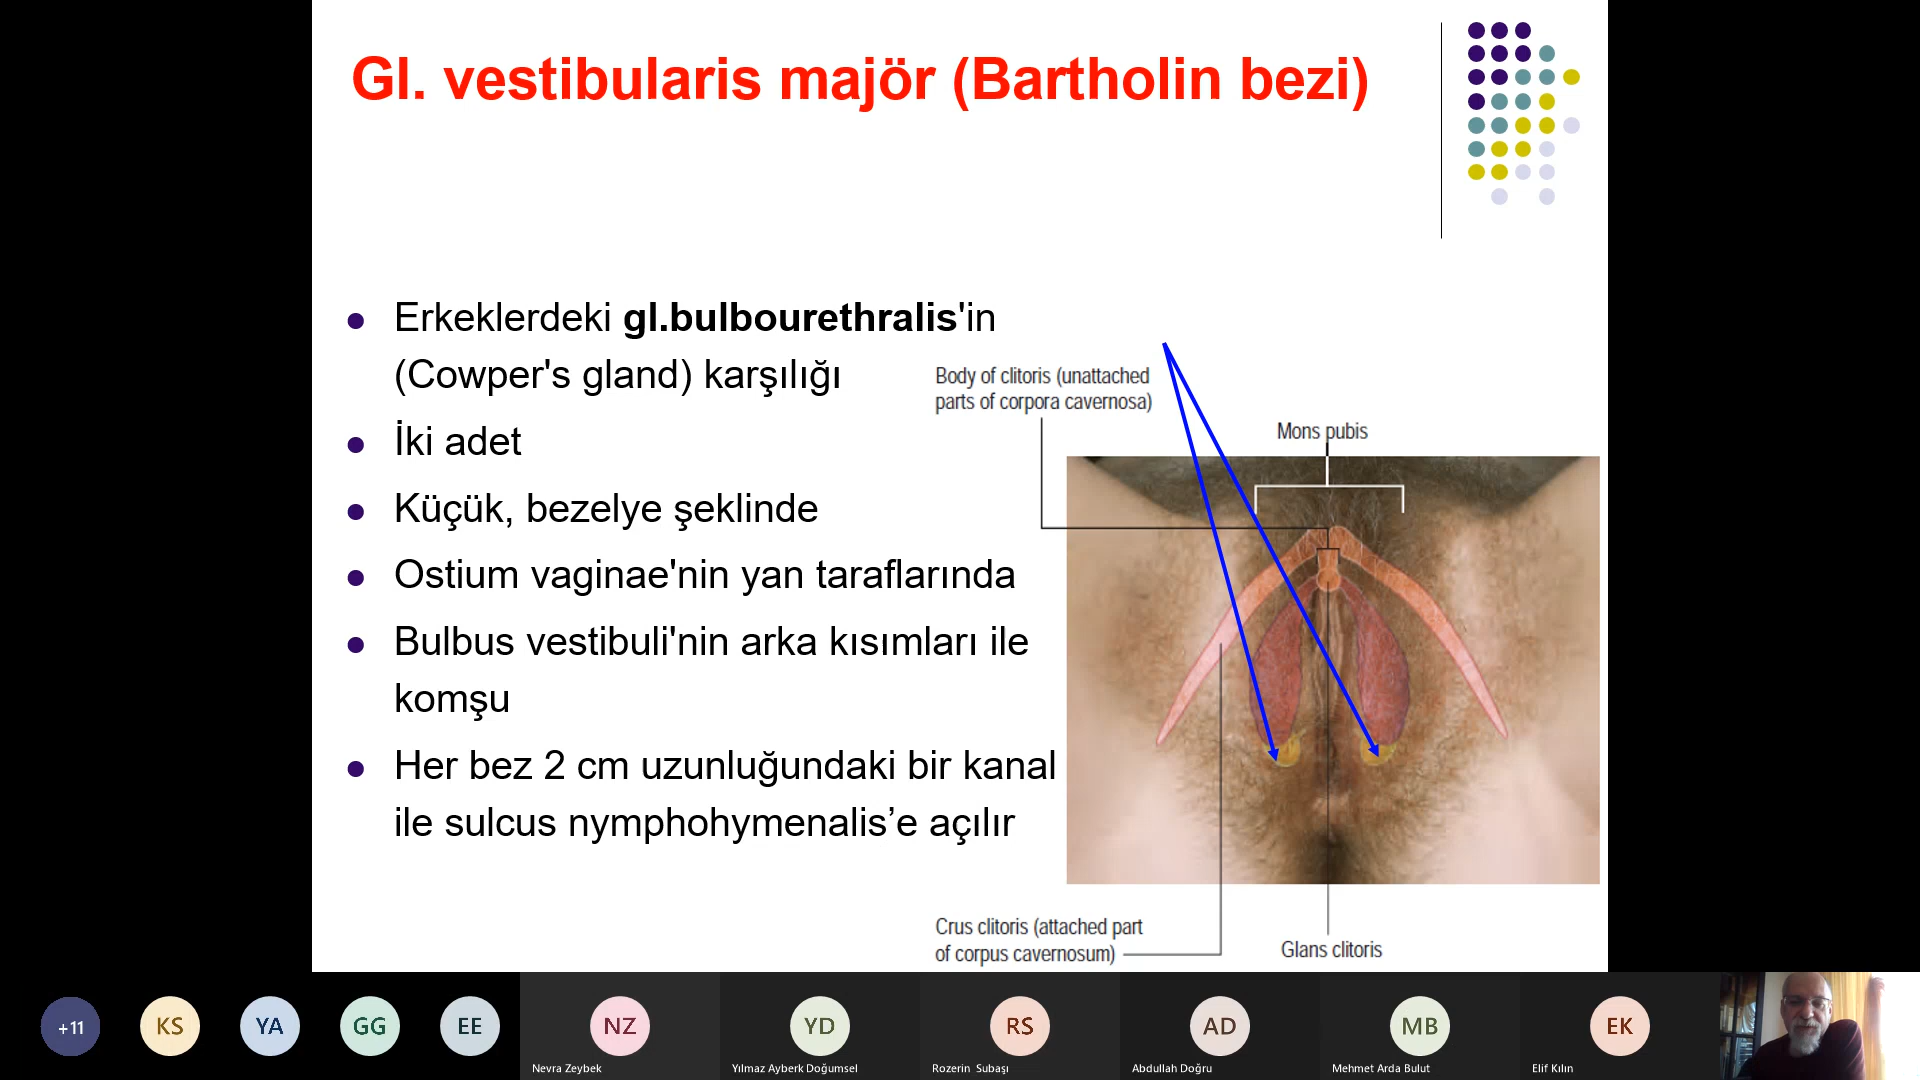 Gl. vestibularis majör (Bartholin bezi)
Erkeklerdeki gl.bulbourethralis'in
(Cowper's gland) karşılığı
İki adet
Küçük, bezelye şeklinde
Ostium vaginae'nin yan taraflarında
Bulbus vestibuli'nin arka kısımları ile
komşu
Her bez 2 cm uzunluğundaki bir kanal
ile sulcus nymphohymenalis’e açılır
Body of clitoris (unattached
parts of corpora cavernosa)
Mons pubis
Crus clitoris (attached part
of corpus cavernosum)
Glans clitoris
+11
KS
YA
GG
EE
NZ
Nevra Zeybek
YD
Yılmaz Ayberk Doğumsel
RS
Rozerin Subaşı
AD
Abdullah Doğru
MB
Mehmet Arda Bulut
EK
Elif Kılın